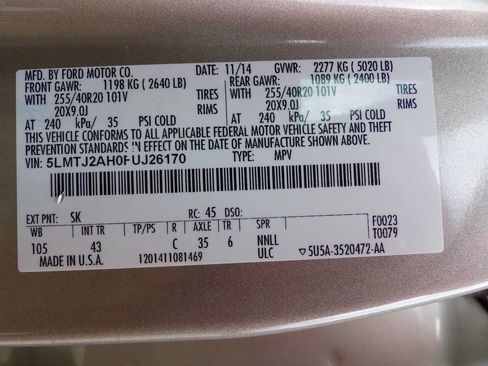 MFD. BY FORD MOTOR CO. DATE: 11/14 GVWR: 2277 KG (5020 LB)
FRONT GAWR: 1198 KG (2640 LB) REAR GAWR: 1089 KG (2400 LB)
WITH 255/40R20 101V TIRES WITH 255/40R20 101V TIRES
20X9.0J RIMS 20X9.0J RIMS
AT 240 kPa/ 35 PSI COLD AT 240 kPa/ 35 PSI COLD
THIS VEHICLE CONFORMS TO ALL APPLICABLE FEDERAL MOTOR VEHICLE SAFETY AND THEFT
PREVENTION STANDARDS IN EFFECT ON THE DATE OF MANUFACTURE SHOWN ABOVE.
VIN: 5LMTJ2AH0FUJ26170 TYPE: MPV
EXT PNT: SK RC: 45 DSO: F0023
WB INT TR TP/PS R AXLE TR SPR T0079
105 43 C 35 6 NNLL
MADE IN U.S.A. 1201411081469 ULC ▽5U5A-3520472-AA